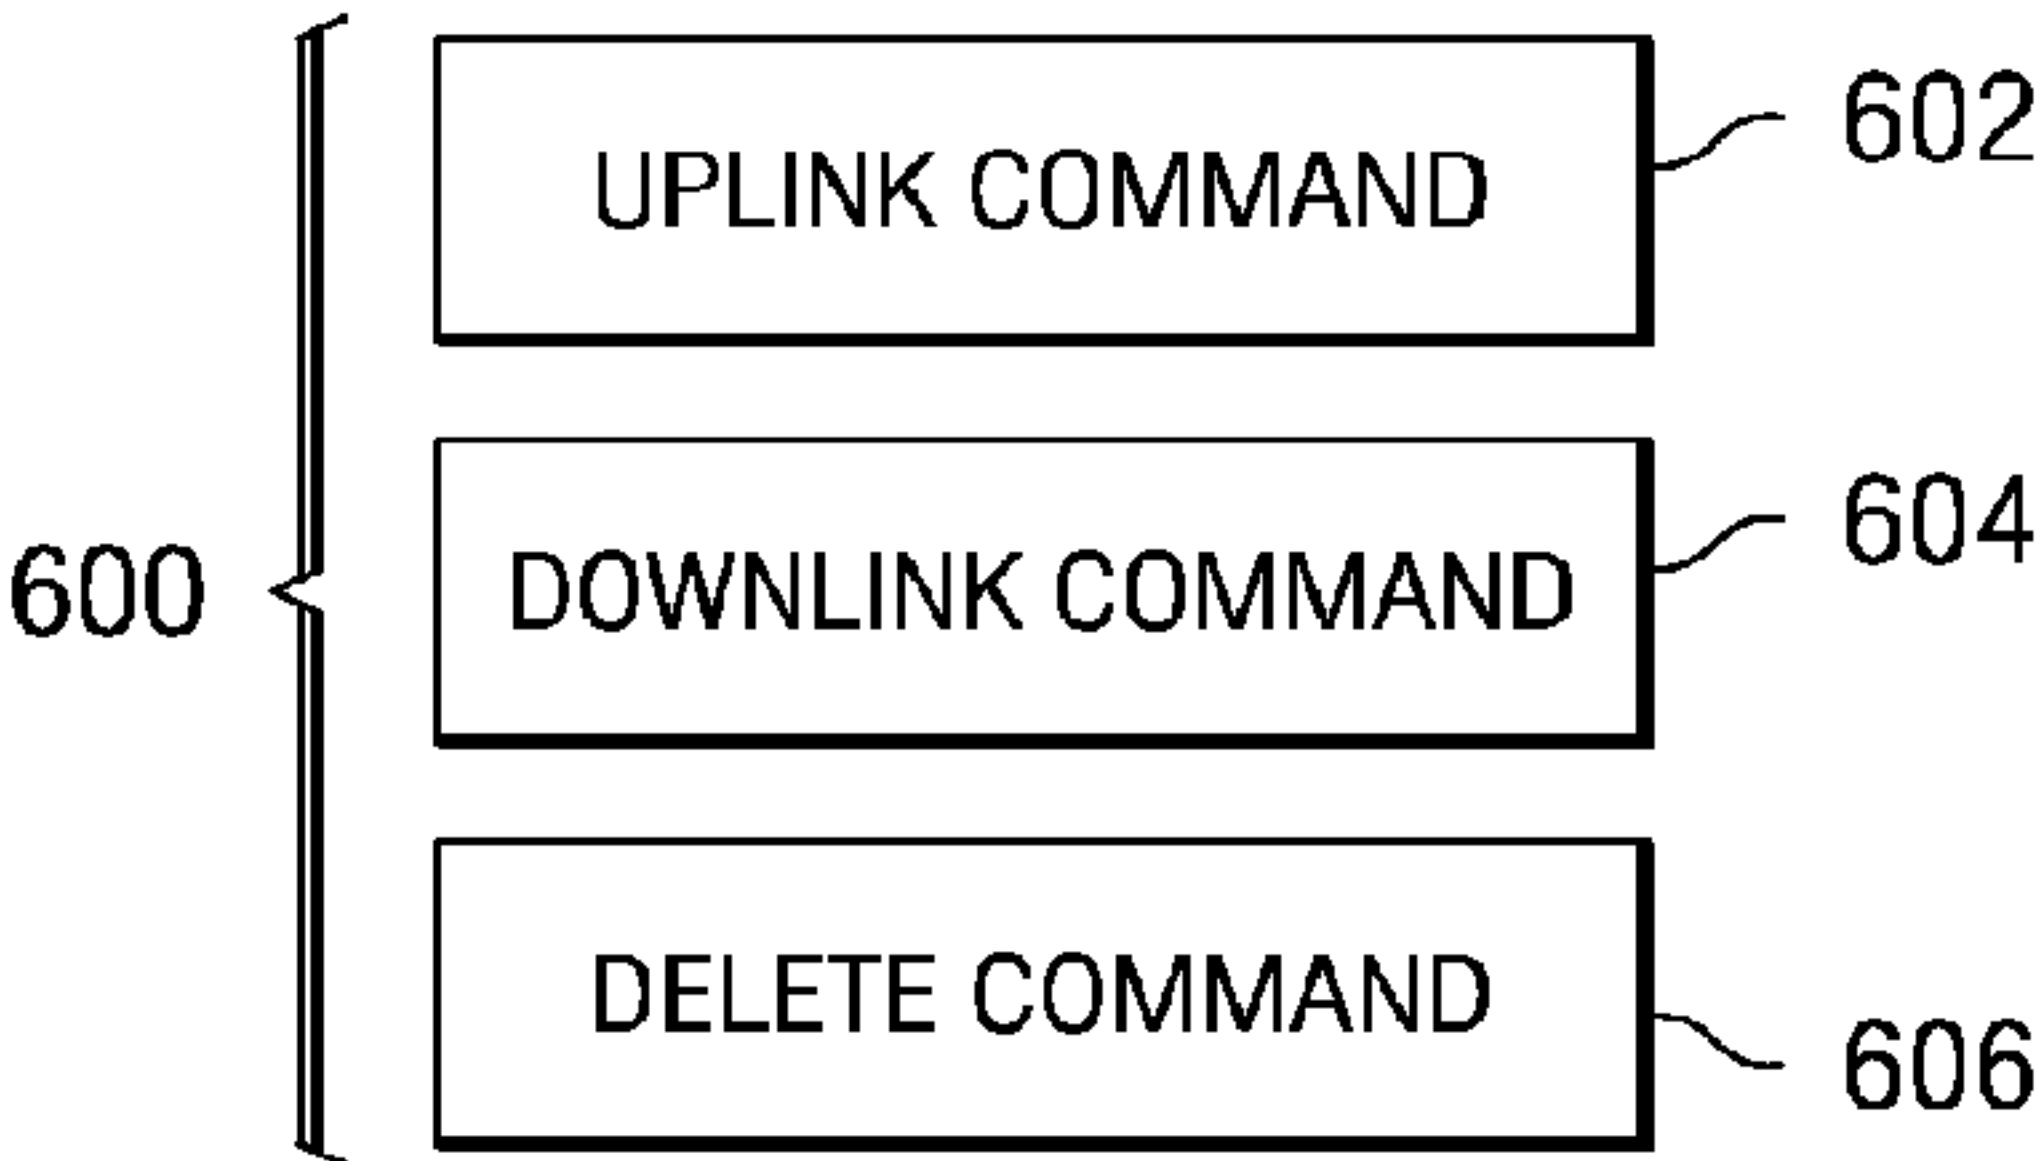 UPLINK COMMAND 602
600 DOWNLINK COMMAND 604
DELETE COMMAND 606